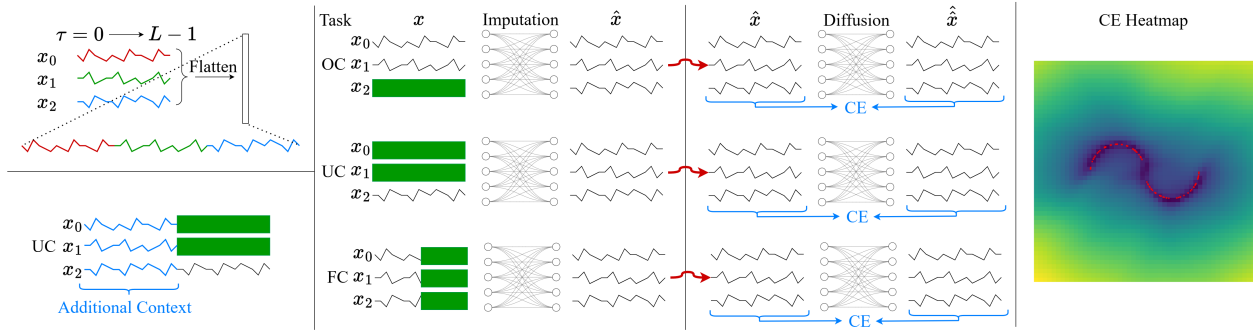 τ = 0 ⟶ L − 1
x₀
x₁
x₂
Flatten
UC
x₀
x₁
x₂
Additional Context
Task
x
Imputation
x̂
x̂
Diffusion
x̂̂
OC
x₀
x₁
x₂
CE
UC
x₀
x₁
x₂
CE
FC
x₀
x₁
x₂
CE
CE Heatmap